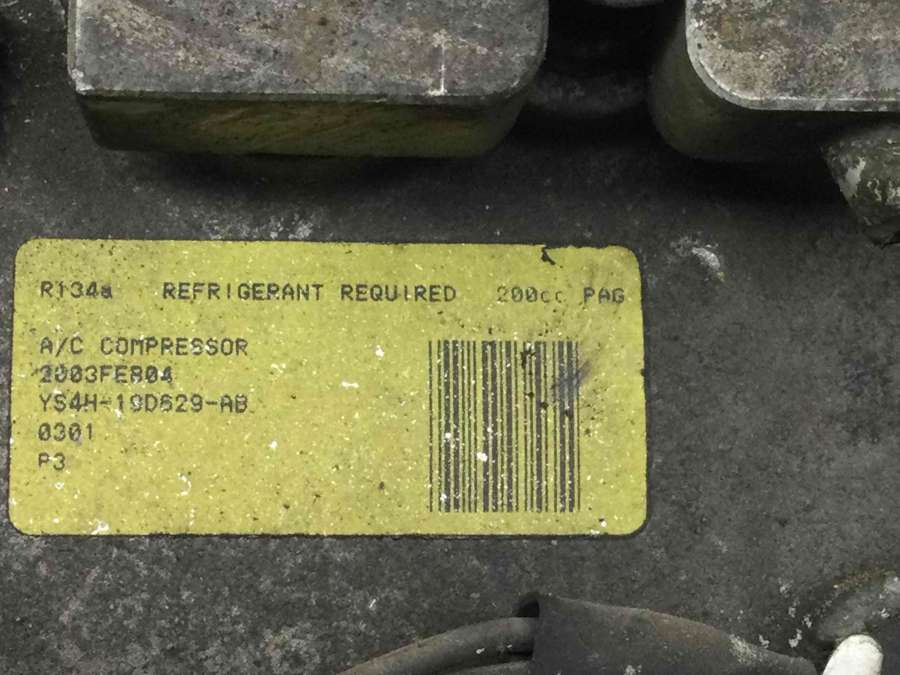 R134a REFRIGERANT REQUIRED 200cc PAG
A/C COMPRESSOR
2003FEB04
YS4H-19D629-AB
0301
P3